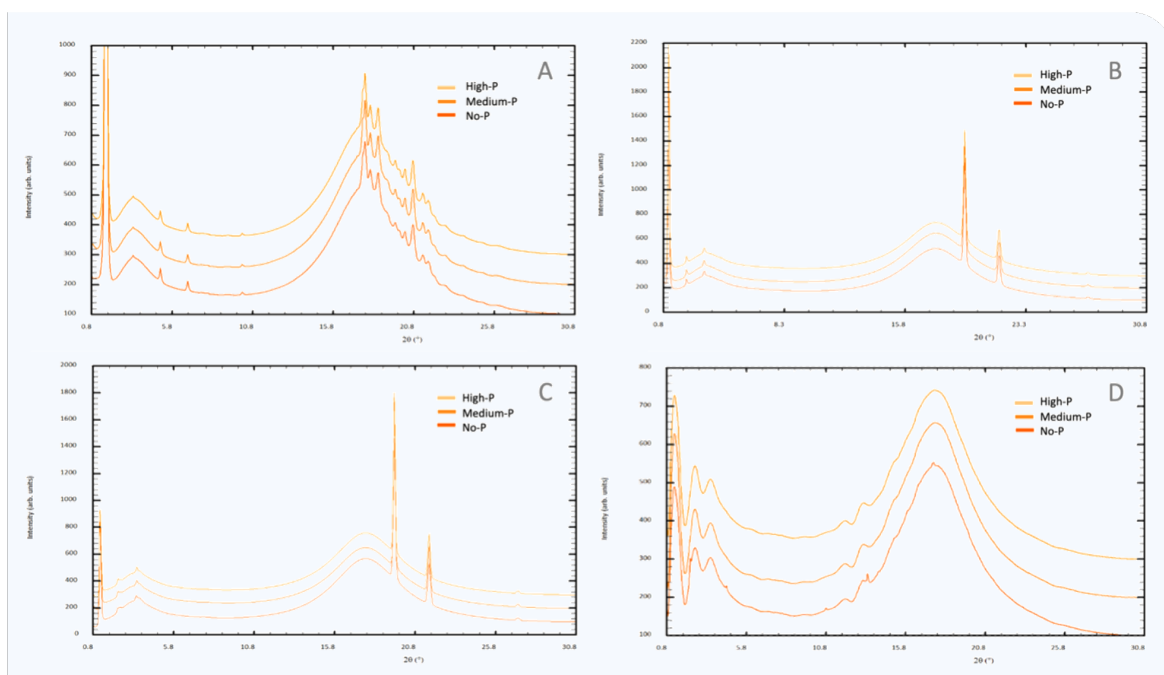 1000
900
800
700
600
500
400
300
200
100
0.8 5.8 10.8 15.8 20.8 25.8 30.8
2θ (°)
Intensity (arb. units)
High-P
Medium-P
No-P
A
2200
2000
1800
1600
1400
1200
1000
800
600
400
200
0
0.8 8.3 15.8 23.3 30.8
2θ (°)
Intensity (arb. units)
High-P
Medium-P
No-P
B
2000
1800
1600
1400
1200
1000
800
600
400
200
0
0.8 5.8 10.8 15.8 20.8 25.8 30.8
2θ (°)
Intensity (arb. units)
High-P
Medium-P
No-P
C
800
700
600
500
400
300
200
100
0.8 5.8 10.8 15.8 20.8 25.8 30.8
2θ (°)
Intensity (arb. units)
High-P
Medium-P
No-P
D